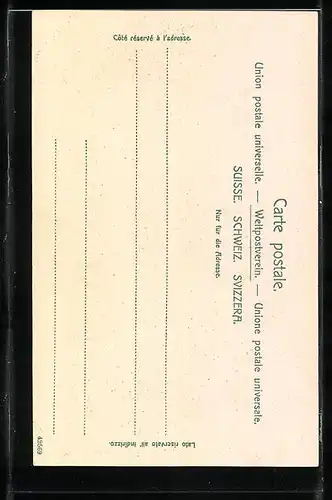 Carte postale.
Union postale universelle. — Weltpostverein. — Unione postale universale.
SUISSE. SCHWEIZ. SVIZZERA.
Nur für die Adresse.
Côté réservé à l'adresse.
Lato riservato all' indirizzo.
43569